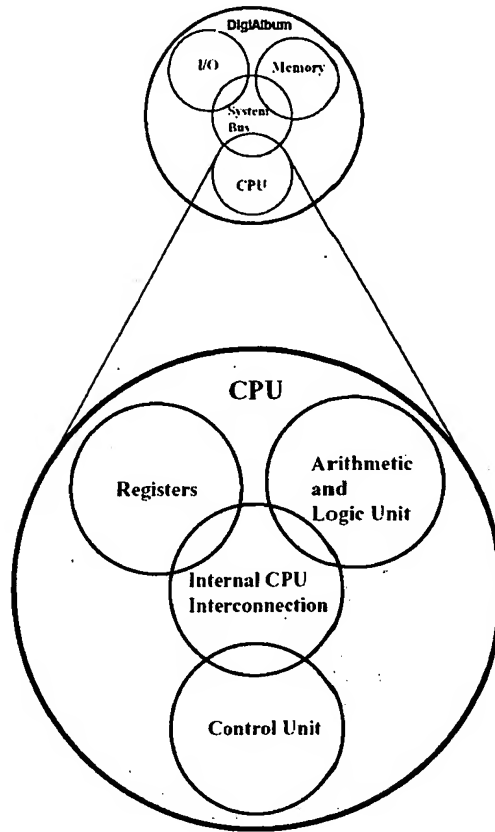 DigiAlbum
I/O
Memory
System
Bus
CPU
CPU
Registers
Arithmetic
and
Logic Unit
Internal CPU
Interconnection
Control Unit